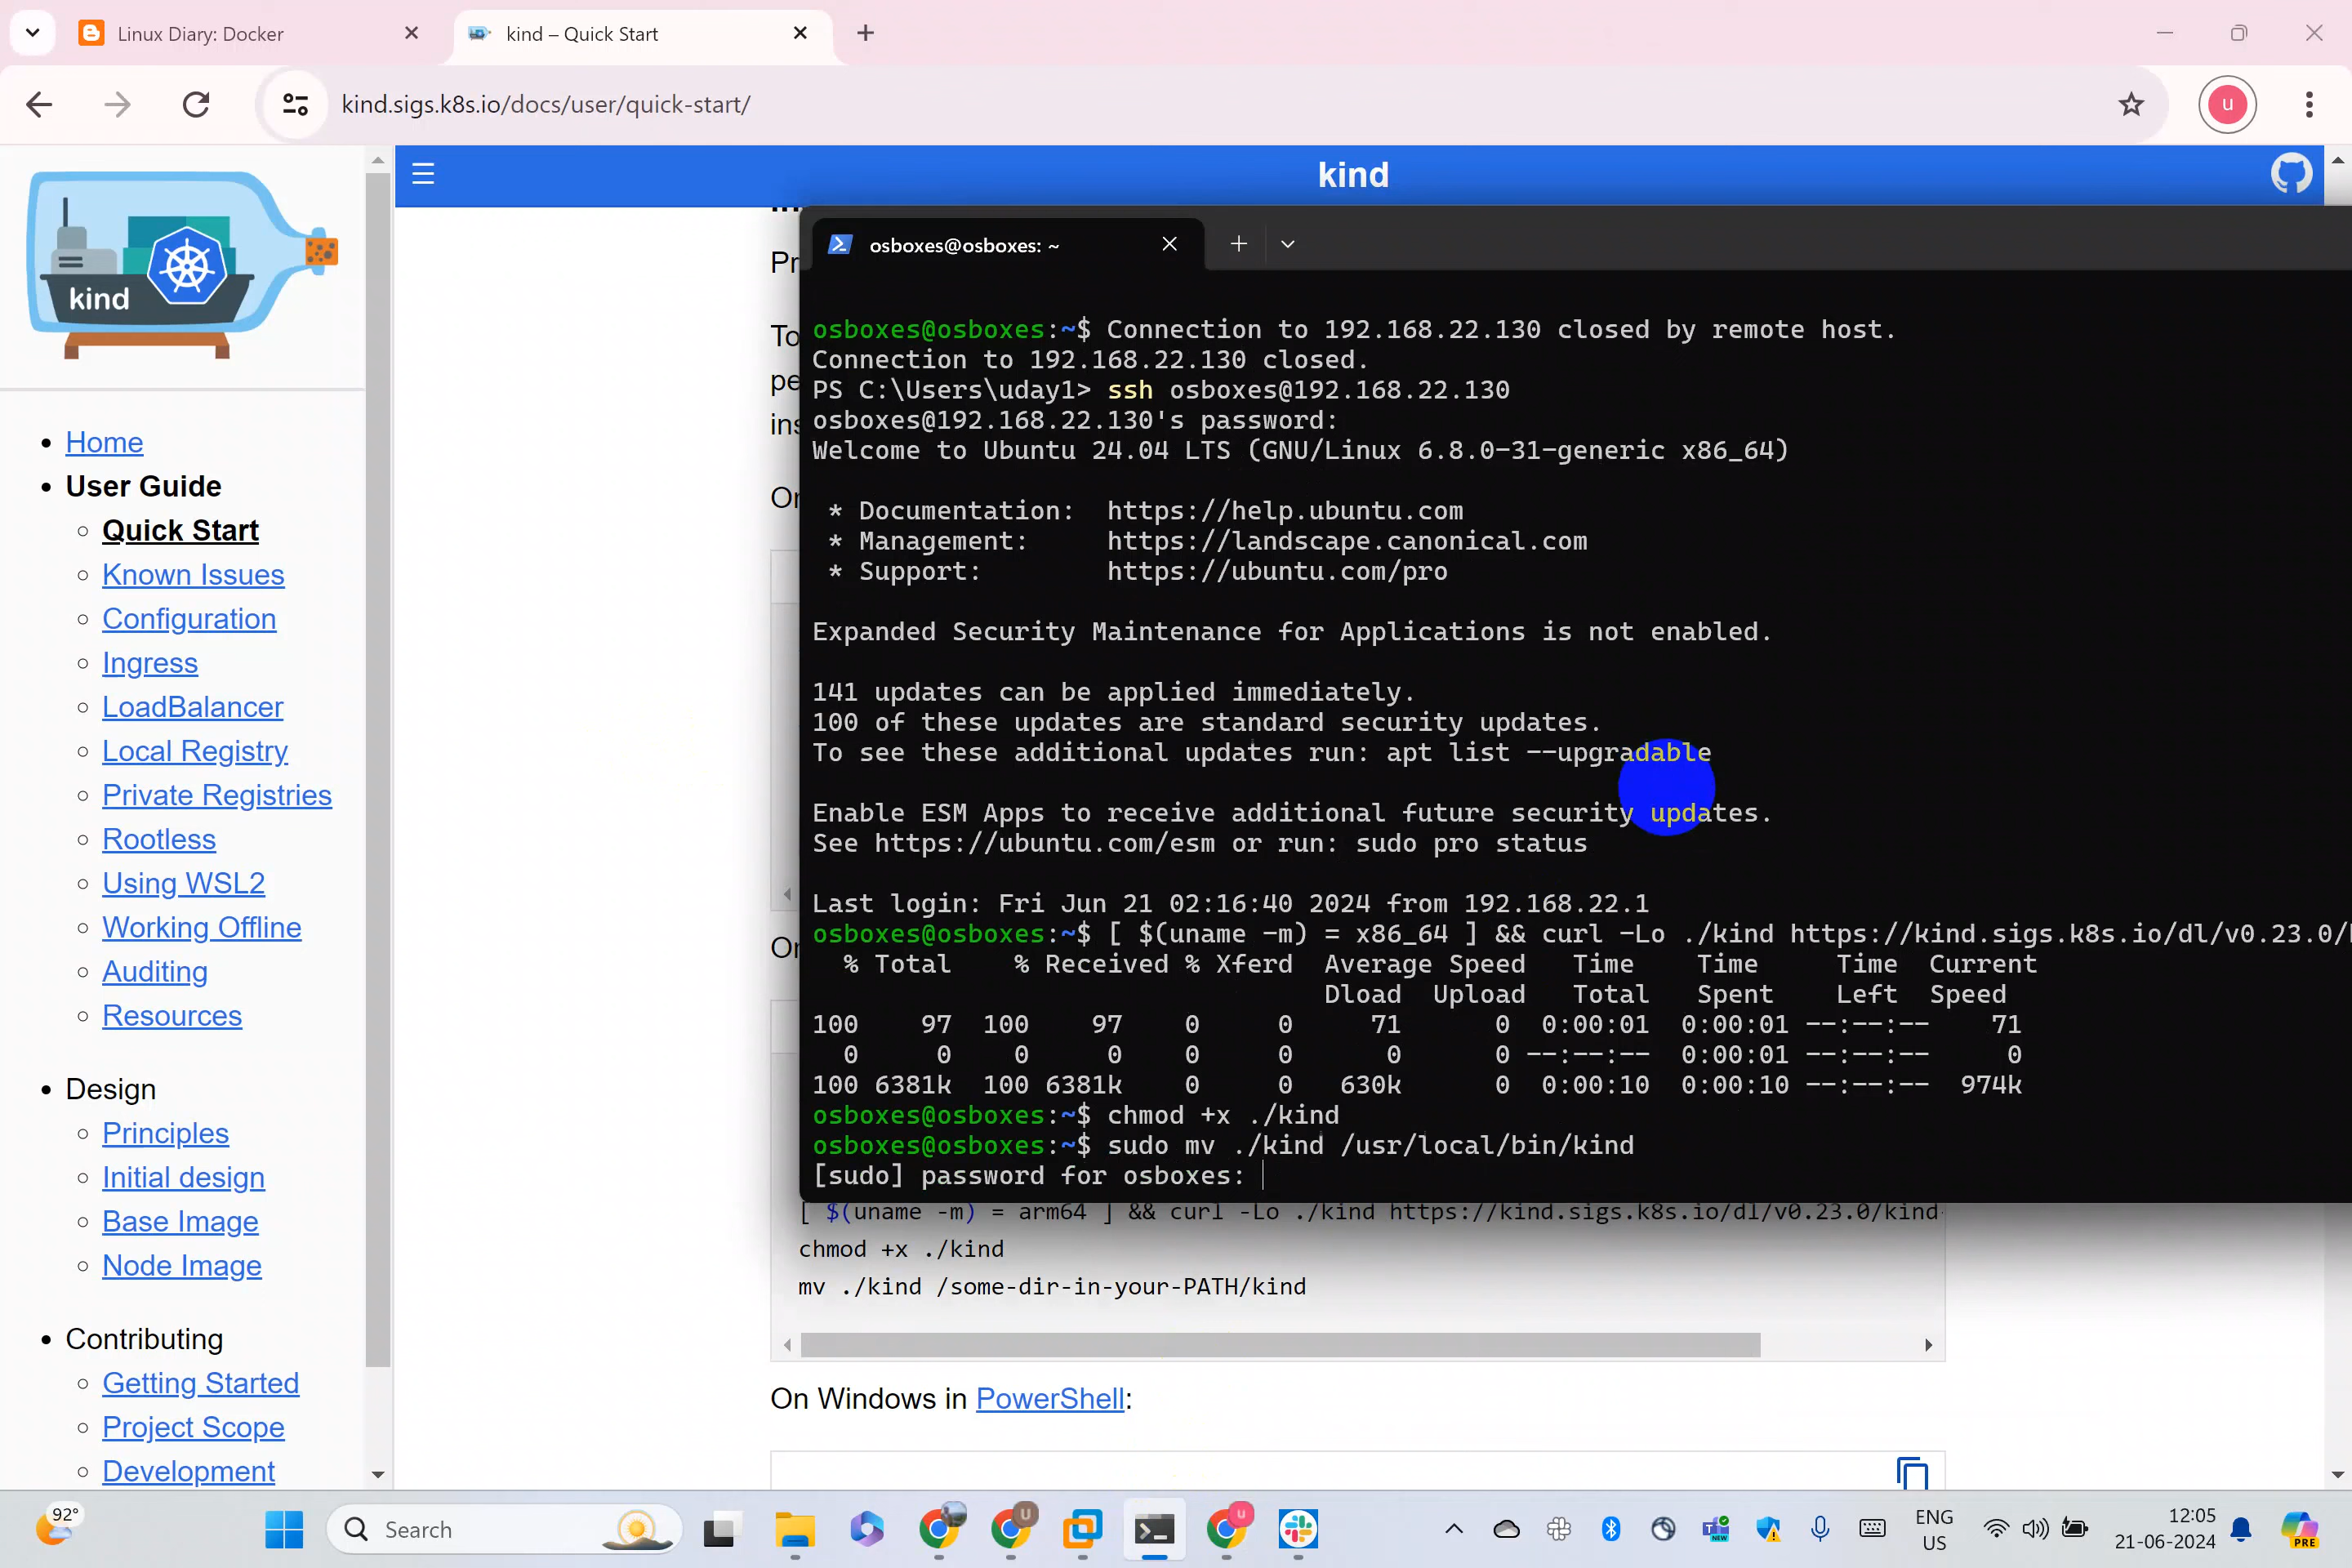 Linux Diary: Docker
kind – Quick Start
kind.sigs.k8s.io/docs/user/quick-start/
u
kind
kind
Home
User Guide
Quick Start
Known Issues
Configuration
Ingress
LoadBalancer
Local Registry
Private Registries
Rootless
Using WSL2
Working Offline
Auditing
Resources
Design
Principles
Initial design
Base Image
Node Image
Contributing
Getting Started
Project Scope
Development
Pr
To
pe
ins
On
On
osboxes@osboxes: ~
osboxes@osboxes:~$ Connection to 192.168.22.130 closed by remote host.
Connection to 192.168.22.130 closed.
PS C:\Users\uday1> ssh osboxes@192.168.22.130
osboxes@192.168.22.130's password:
Welcome to Ubuntu 24.04 LTS (GNU/Linux 6.8.0-31-generic x86_64)
* Documentation:  https://help.ubuntu.com
* Management:     https://landscape.canonical.com
* Support:        https://ubuntu.com/pro
Expanded Security Maintenance for Applications is not enabled.
141 updates can be applied immediately.
100 of these updates are standard security updates.
To see these additional updates run: apt list --upgradable
Enable ESM Apps to receive additional future security updates.
See https://ubuntu.com/esm or run: sudo pro status
Last login: Fri Jun 21 02:16:40 2024 from 192.168.22.1
osboxes@osboxes:~$ [ $(uname -m) = x86_64 ] && curl -Lo ./kind https://kind.sigs.k8s.io/dl/v0.23.0/
% Total    % Received % Xferd  Average Speed   Time    Time     Time  Current
Dload  Upload   Total   Spent    Left  Speed
100    97  100    97    0     0     71      0  0:00:01  0:00:01 --:--:--    71
0     0    0     0    0     0      0      0 --:--:--  0:00:01 --:--:--     0
100 6381k  100 6381k    0     0   630k      0  0:00:10  0:00:10 --:--:--  974k
osboxes@osboxes:~$ chmod +x ./kind
osboxes@osboxes:~$ sudo mv ./kind /usr/local/bin/kind
[sudo] password for osboxes:
[ $(uname -m) = arm64 ] && curl -Lo ./kind https://kind.sigs.k8s.io/dl/v0.23.0/kind-
chmod +x ./kind
mv ./kind /some-dir-in-your-PATH/kind
On Windows in PowerShell:
92°
Search
U
u
NEW
ENG
US
12:05
21-06-2024
PRE